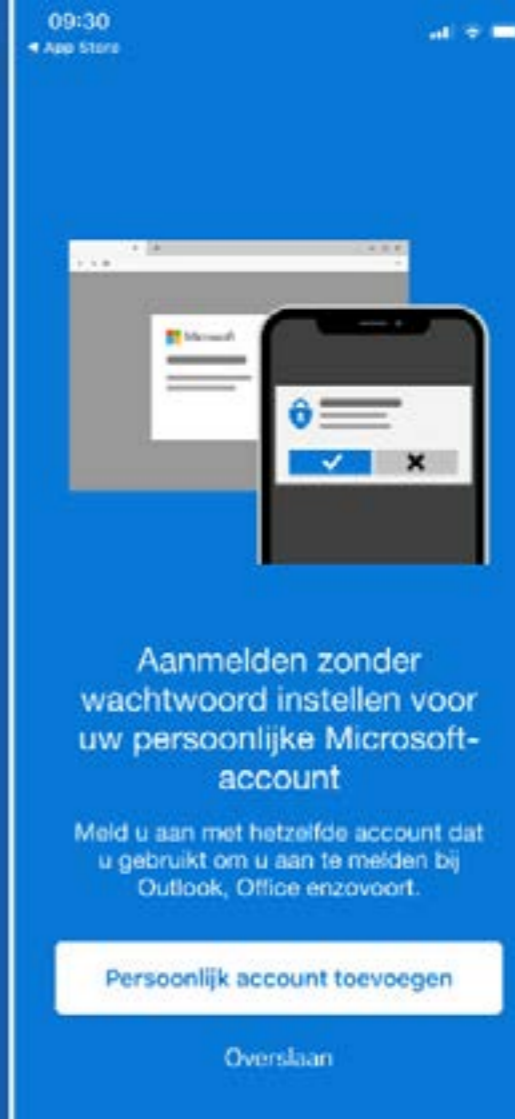 09:30
◀ App Store
Microsoft
Aanmelden zonder
wachtwoord instellen voor
uw persoonlijke Microsoft-
account
Meld u aan met hetzelfde account dat
u gebruikt om u aan te melden bij
Outlook, Office enzovoort.
Persoonlijk account toevoegen
Overslaan